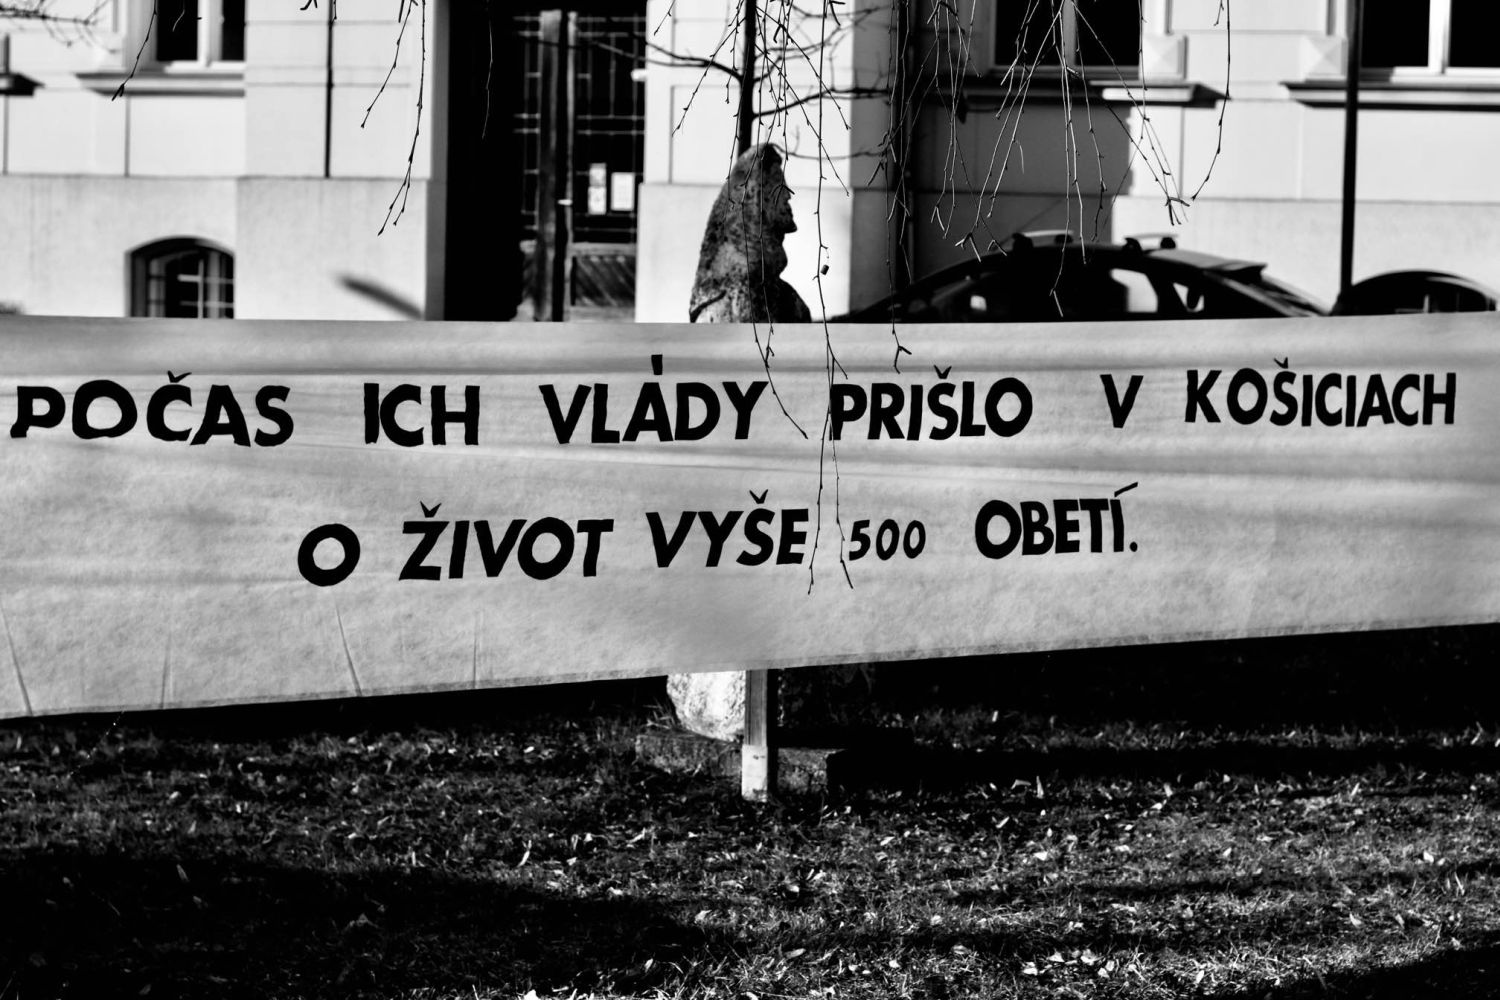 POČAS ICH VLÁDY PRIŠLO V KOŠICIACH
O ŽIVOT VYŠE 500 OBETÍ.